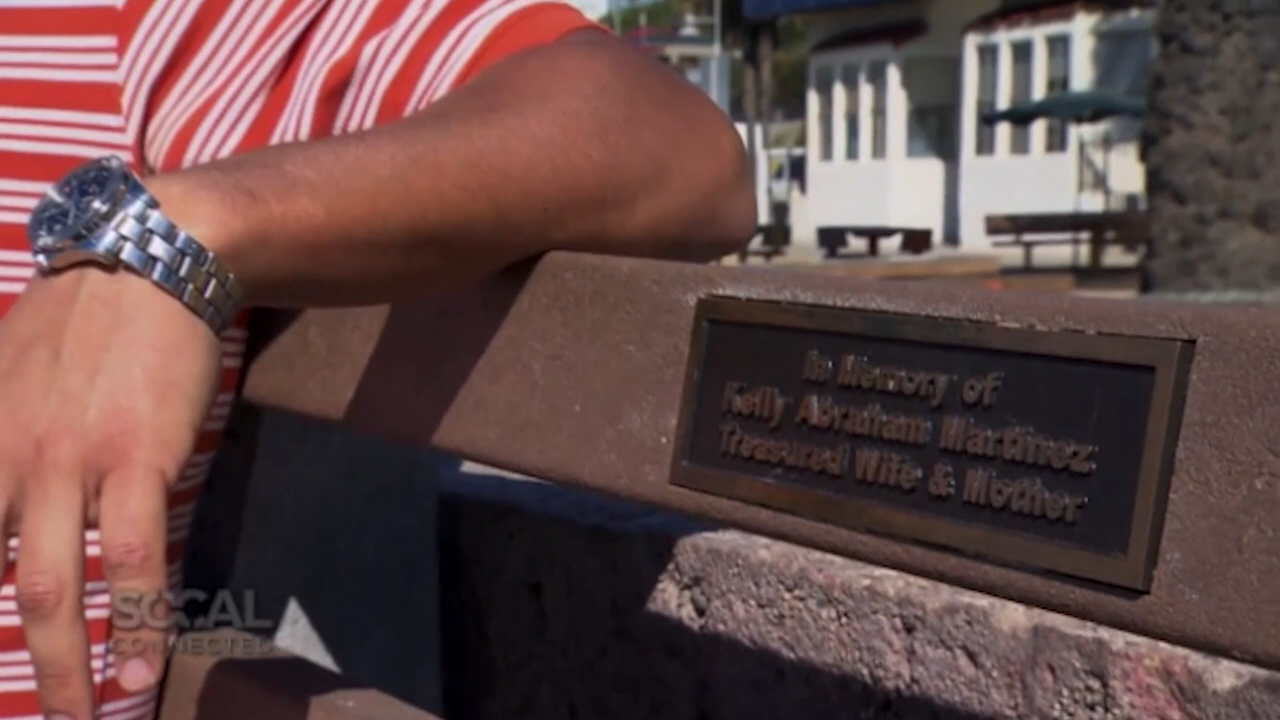 In Memory of
Kelly Abraham Martinez
Treasured Wife & Mother
SOCAL
CONNECTED